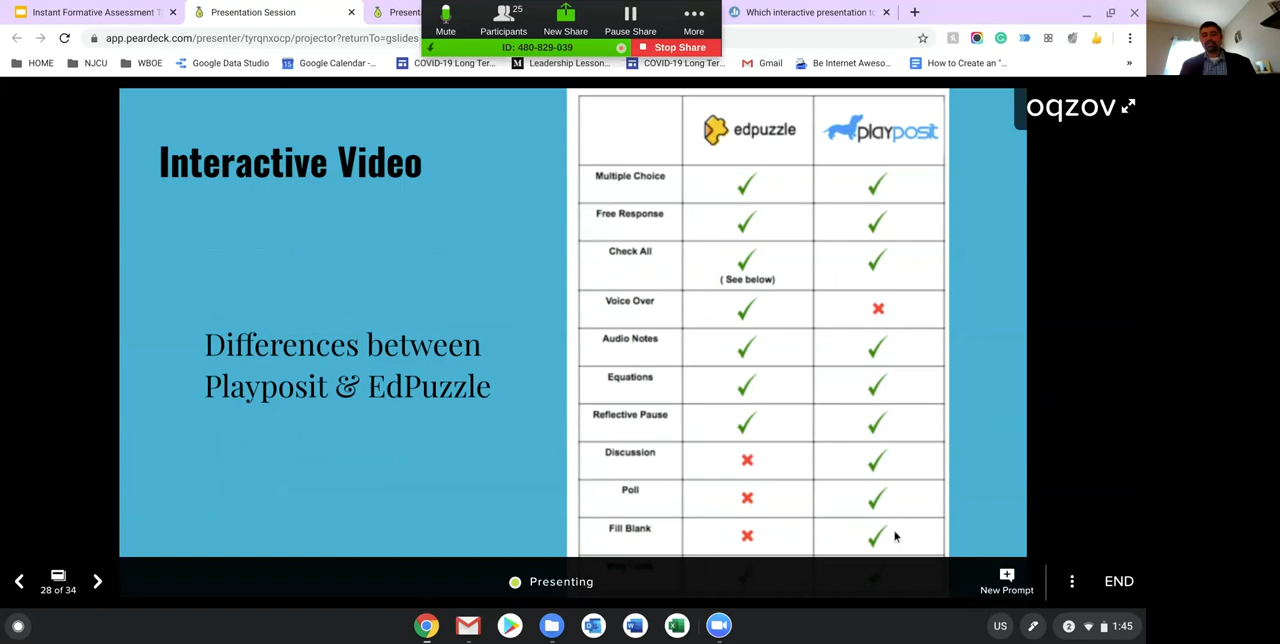 Instant Formative Assessment T
Presentation Session
Present
25
Mute
Participants
New Share
Pause Share
More
ID: 480-829-039
Stop Share
Which interactive presentation to
app.peardeck.com/presenter/tyrqnxocp/projector?returnTo=gslides
HOME
NJCU
WBOE
Google Data Studio
Google Calendar -...
COVID-19 Long Ter...
Leadership Lesson...
COVID-19 Long Ter...
Gmail
Be Internet Aweso...
How to Create an "...
»
oqzov
Interactive Video
Differences between
Playposit & EdPuzzle
edpuzzle
playposit
Multiple Choice
Free Response
Check All
( See below)
Voice Over
Audio Notes
Equations
Reflective Pause
Discussion
Poll
Fill Blank
28 of 34
Presenting
New Prompt
END
US
2
1:45